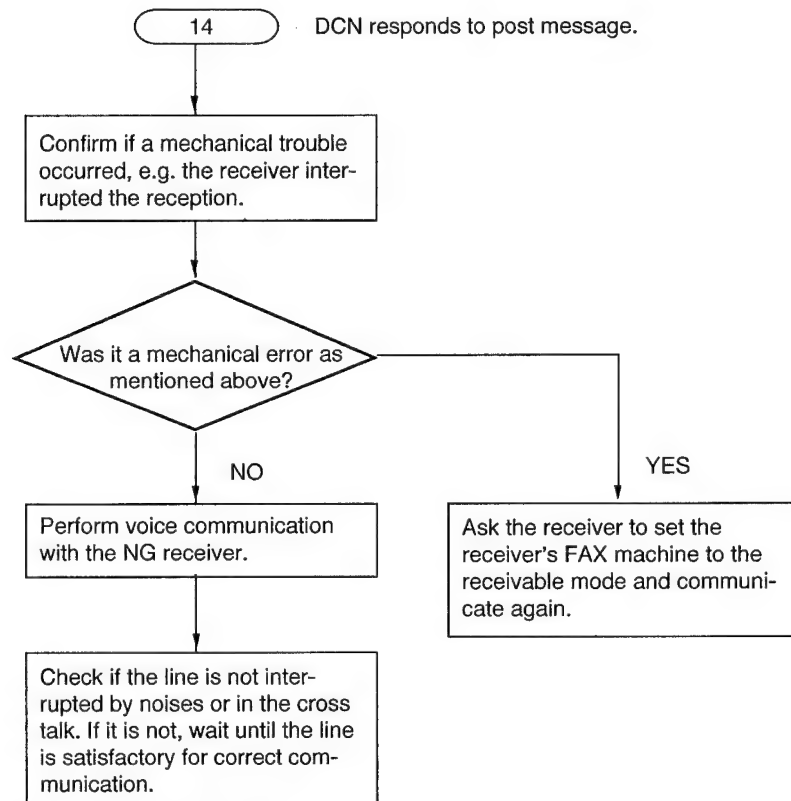 14
DCN responds to post message.
Confirm if a mechanical trouble
occurred, e.g. the receiver inter-
rupted the reception.
Was it a mechanical error as
mentioned above?
NO
YES
Perform voice communication
with the NG receiver.
Ask the receiver to set the
receiver's FAX machine to the
receivable mode and communi-
cate again.
Check if the line is not inter-
rupted by noises or in the cross
talk. If it is not, wait until the line
is satisfactory for correct com-
munication.